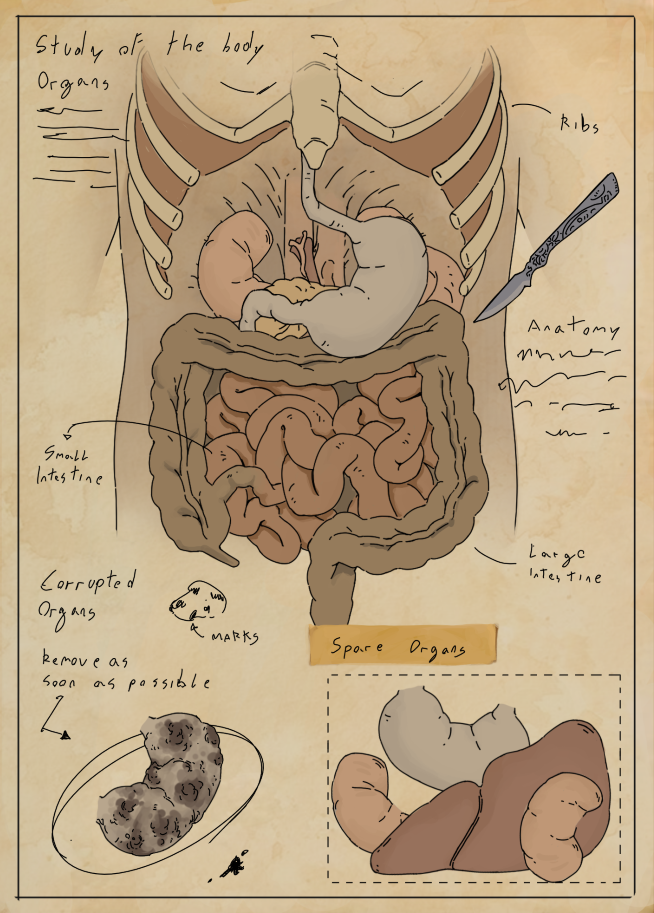 Study of the body
Organs
Ribs
Anatomy
Small
Intestine
Large
Intestine
Corrupted
Organs
MARKS
Remove as
soon as possible
Spare Organs